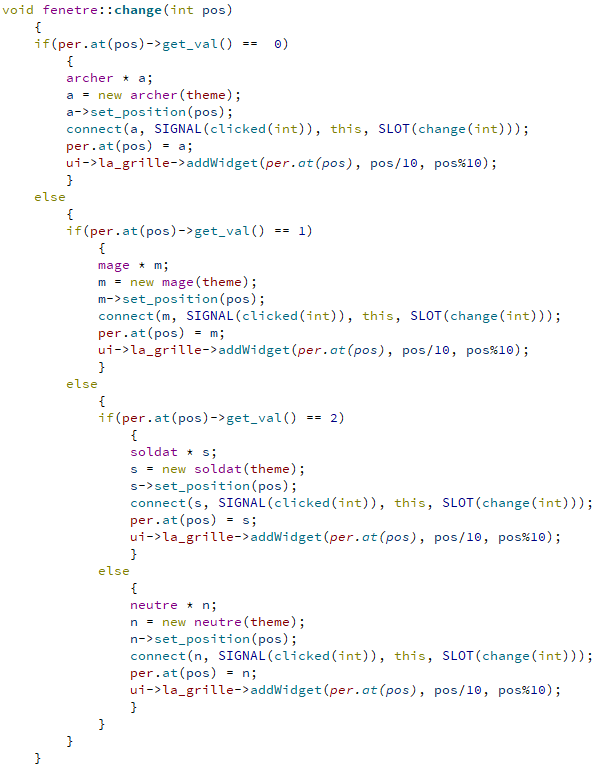 void fenetre::change(int pos)
    {
    if(per.at(pos)->get_val() ==  0)
        {
        archer * a;
        a = new archer(theme);
        a->set_position(pos);
        connect(a, SIGNAL(clicked(int)), this, SLOT(change(int)));
        per.at(pos) = a;
        ui->la_grille->addWidget(per.at(pos), pos/10, pos%10);
        }
    else
        {
        if(per.at(pos)->get_val() == 1)
            {
            mage * m;
            m = new mage(theme);
            m->set_position(pos);
            connect(m, SIGNAL(clicked(int)), this, SLOT(change(int)));
            per.at(pos) = m;
            ui->la_grille->addWidget(per.at(pos), pos/10, pos%10);
            }
        else
            {
            if(per.at(pos)->get_val() == 2)
                {
                soldat * s;
                s = new soldat(theme);
                s->set_position(pos);
                connect(s, SIGNAL(clicked(int)), this, SLOT(change(int)));
                per.at(pos) = s;
                ui->la_grille->addWidget(per.at(pos), pos/10, pos%10);
                }
            else
                {
                neutre * n;
                n = new neutre(theme);
                n->set_position(pos);
                connect(n, SIGNAL(clicked(int)), this, SLOT(change(int)));
                per.at(pos) = n;
                ui->la_grille->addWidget(per.at(pos), pos/10, pos%10);
                }
            }
        }
    }